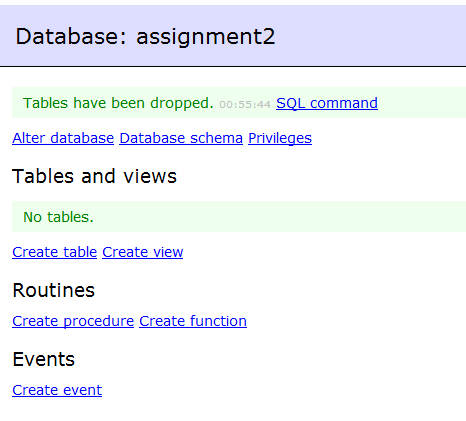 Database: assignment2
Tables have been dropped. 00:55:44 SQL command
Alter database Database schema Privileges
Tables and views
No tables.
Create table Create view
Routines
Create procedure Create function
Events
Create event